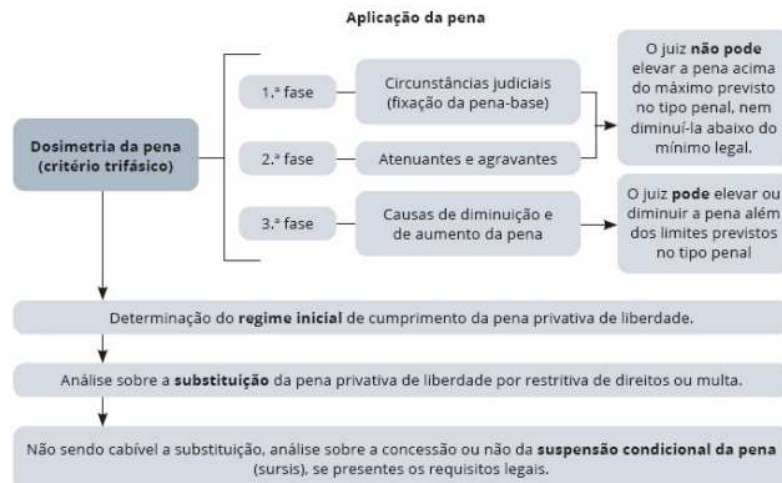 Aplicação da pena
Dosimetria da pena
(critério trifásico)
1.ª fase
Circunstâncias judiciais
(fixação da pena-base)
2.ª fase
Atenuantes e agravantes
O juiz não pode
elevar a pena acima
do máximo previsto
no tipo penal, nem
diminuí-la abaixo do
mínimo legal.
3.ª fase
Causas de diminuição e
de aumento da pena
O juiz pode elevar ou
diminuir a pena além
dos limites previstos
no tipo penal
Determinação do regime inicial de cumprimento da pena privativa de liberdade.
Análise sobre a substituição da pena privativa de liberdade por restritiva de direitos ou multa.
Não sendo cabível a substituição, análise sobre a concessão ou não da suspensão condicional da pena
(sursis), se presentes os requisitos legais.